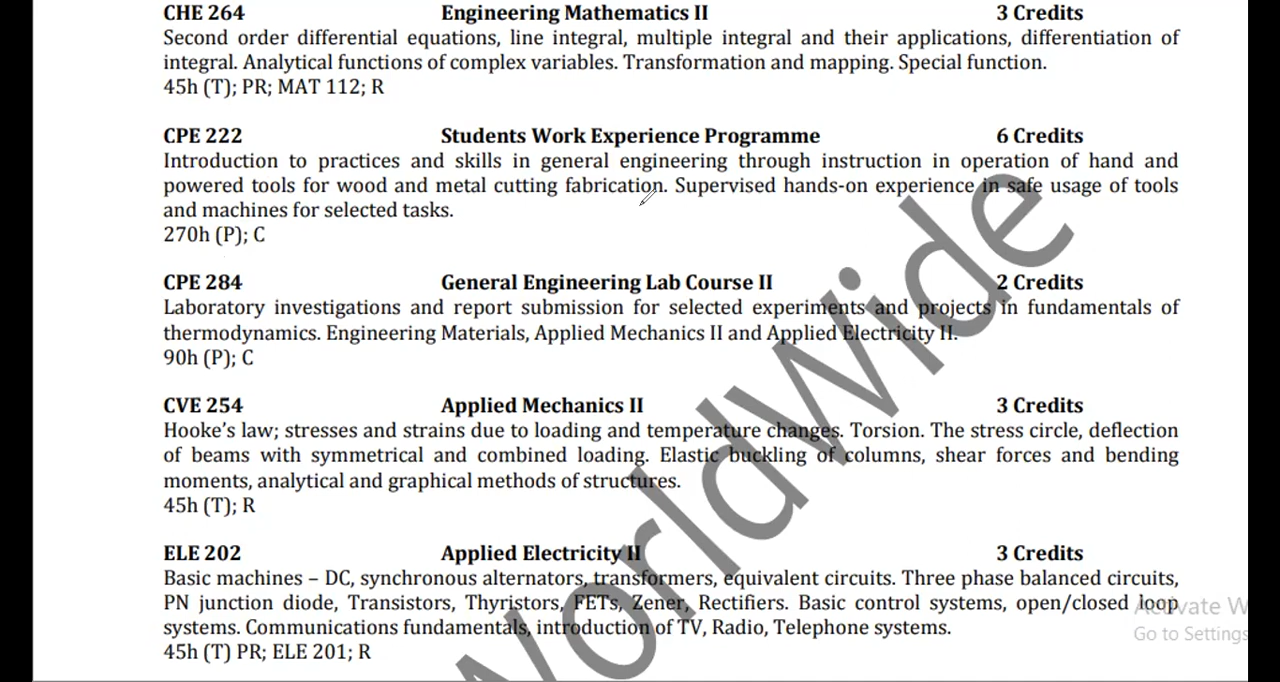 CHE 264 Engineering Mathematics II 3 Credits
Second order differential equations, line integral, multiple integral and their applications, differentiation of
integral. Analytical functions of complex variables. Transformation and mapping. Special function.
45h (T); PR; MAT 112; R
CPE 222 Students Work Experience Programme 6 Credits
Introduction to practices and skills in general engineering through instruction in operation of hand and
powered tools for wood and metal cutting fabrication. Supervised hands-on experience in safe usage of tools
and machines for selected tasks.
270h (P); C
CPE 284 General Engineering Lab Course II 2 Credits
Laboratory investigations and report submission for selected experiments and projects in fundamentals of
thermodynamics. Engineering Materials, Applied Mechanics II and Applied Electricity II.
90h (P); C
CVE 254 Applied Mechanics II 3 Credits
Hooke’s law; stresses and strains due to loading and temperature changes. Torsion. The stress circle, deflection
of beams with symmetrical and combined loading. Elastic buckling of columns, shear forces and bending
moments, analytical and graphical methods of structures.
45h (T); R
ELE 202 Applied Electricity II 3 Credits
Basic machines – DC, synchronous alternators, transformers, equivalent circuits. Three phase balanced circuits,
PN junction diode, Transistors, Thyristors, FETs, Zener, Rectifiers. Basic control systems, open/closed loop
systems. Communications fundamentals, introduction of TV, Radio, Telephone systems.
45h (T) PR; ELE 201; R
WorldWide
Activate W
Go to Settings